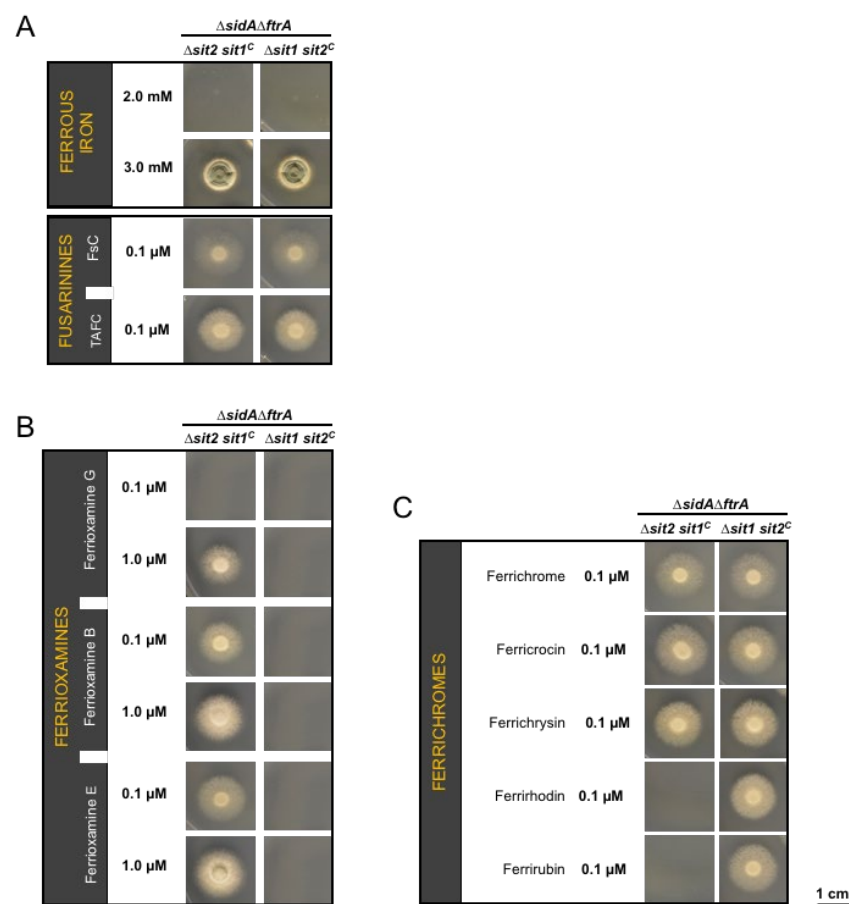 A
ΔsidAΔftrA
Δsit2 sit1ᶜ Δsit1 sit2ᶜ
FERROUS
IRON
2.0 mM
3.0 mM
FUSARININES
FsC
0.1 µM
TAFC
0.1 µM
B
ΔsidAΔftrA
Δsit2 sit1ᶜ Δsit1 sit2ᶜ
FERRIOXAMINES
Ferrioxamine G
0.1 µM
1.0 µM
Ferrioxamine B
0.1 µM
1.0 µM
Ferrioxamine E
0.1 µM
1.0 µM
C
ΔsidAΔftrA
Δsit2 sit1ᶜ Δsit1 sit2ᶜ
FERRICHROMES
Ferrichrome 0.1 µM
Ferricrocin 0.1 µM
Ferrichrysin 0.1 µM
Ferrirhodin 0.1 µM
Ferrirubin 0.1 µM
1 cm